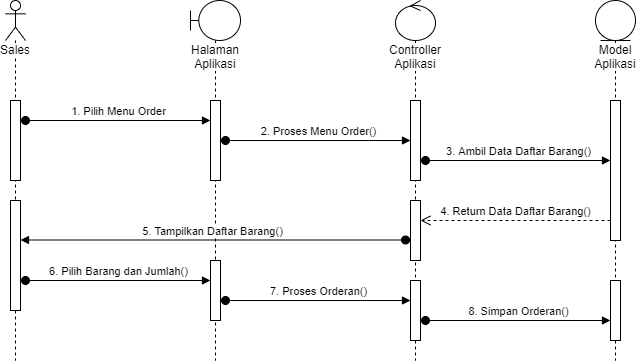 Sales
Halaman
Aplikasi
Controller
Aplikasi
Model
Aplikasi
1. Pilih Menu Order
2. Proses Menu Order()
3. Ambil Data Daftar Barang()
4. Return Data Daftar Barang()
5. Tampilkan Daftar Barang()
6. Pilih Barang dan Jumlah()
7. Proses Orderan()
8. Simpan Orderan()